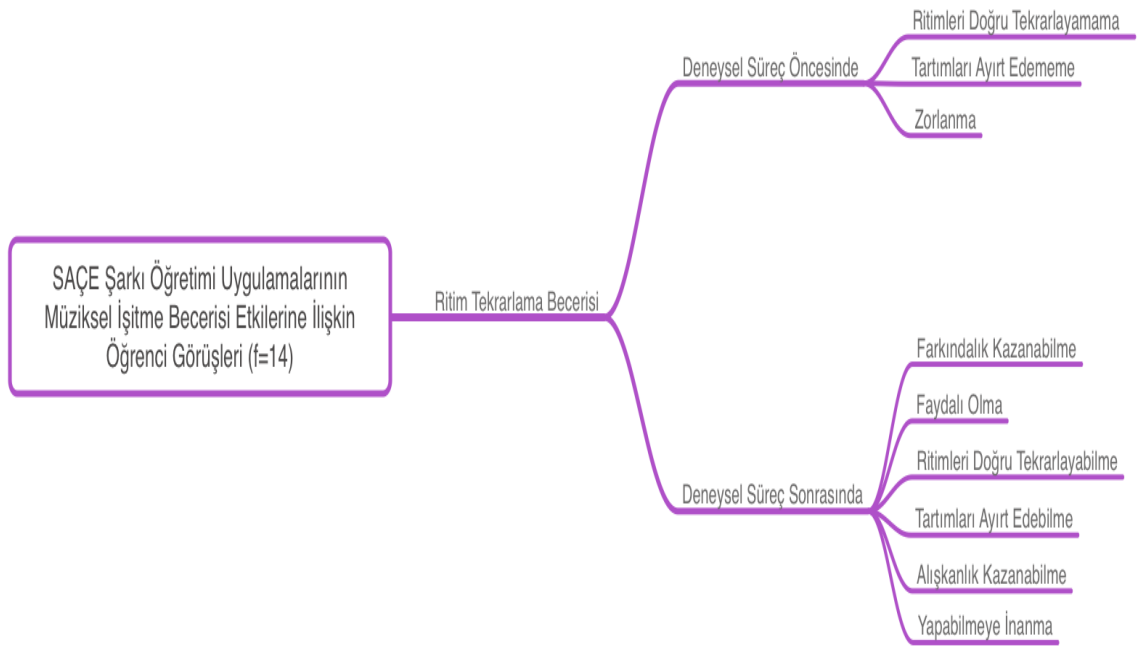 SAÇE Şarkı Öğretimi Uygulamalarının
Müziksel İşitme Becerisi Etkilerine İlişkin
Öğrenci Görüşleri (f=14)
Ritim Tekrarlama Becerisi
Deneysel Süreç Öncesinde
Ritimleri Doğru Tekrarlayamama
Tartımları Ayırt Edememe
Zorlanma
Deneysel Süreç Sonrasında
Farkındalık Kazanabilme
Faydalı Olma
Ritimleri Doğru Tekrarlayabilme
Tartımları Ayırt Edebilme
Alışkanlık Kazanabilme
Yapabilmeye İnanma